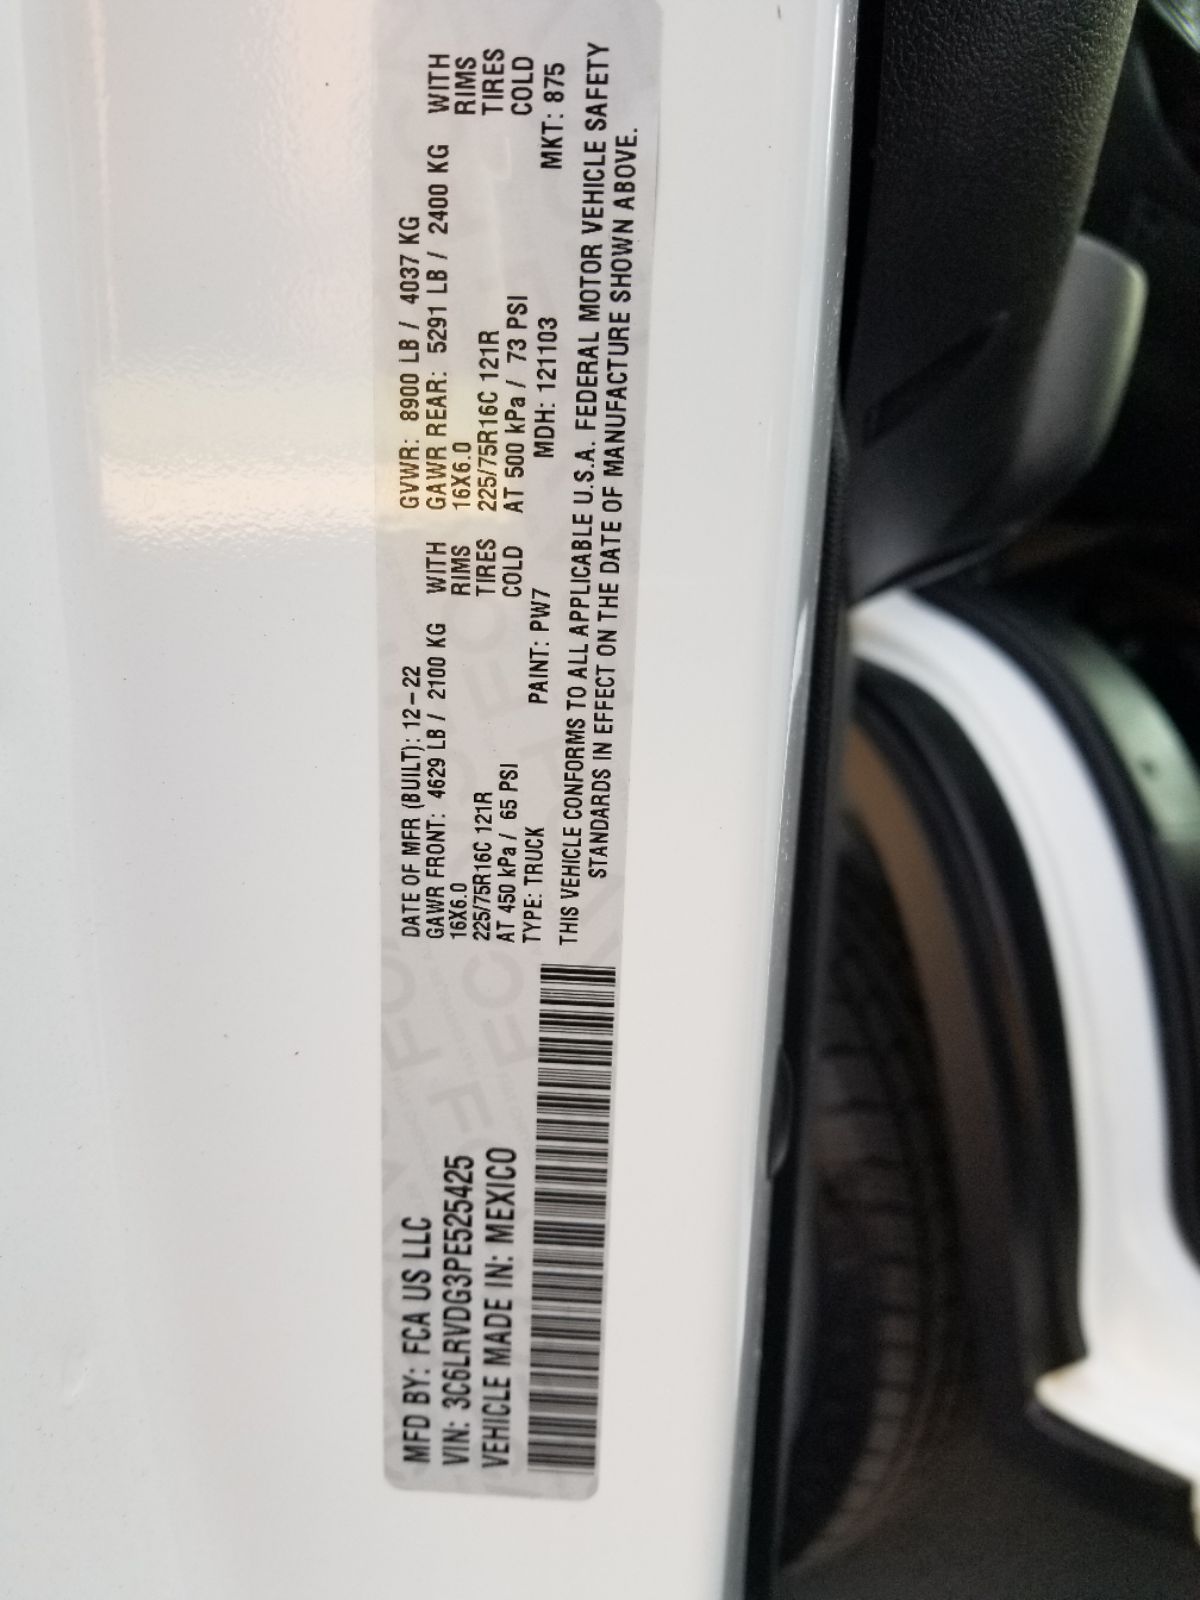 MFD BY: FCA US LLC
VIN: 3C6LRVDG3PE525425
VEHICLE MADE IN: MEXICO
DATE OF MFR (BUILT): 12-22 GVWR: 8900 LB / 4037 KG
GAWR FRONT: 4629 LB / 2100 KG WITH GAWR REAR: 5291 LB / 2400 KG WITH
16X6.0 RIMS 16X6.0 RIMS
225/75R16C 121R TIRES 225/75R16C 121R TIRES
AT 450 kPa / 65 PSI COLD AT 500 kPa / 73 PSI COLD
TYPE: TRUCK PAINT: PW7 MDH: 121103 MKT: 875
THIS VEHICLE CONFORMS TO ALL APPLICABLE U.S.A. FEDERAL MOTOR VEHICLE SAFETY
STANDARDS IN EFFECT ON THE DATE OF MANUFACTURE SHOWN ABOVE.